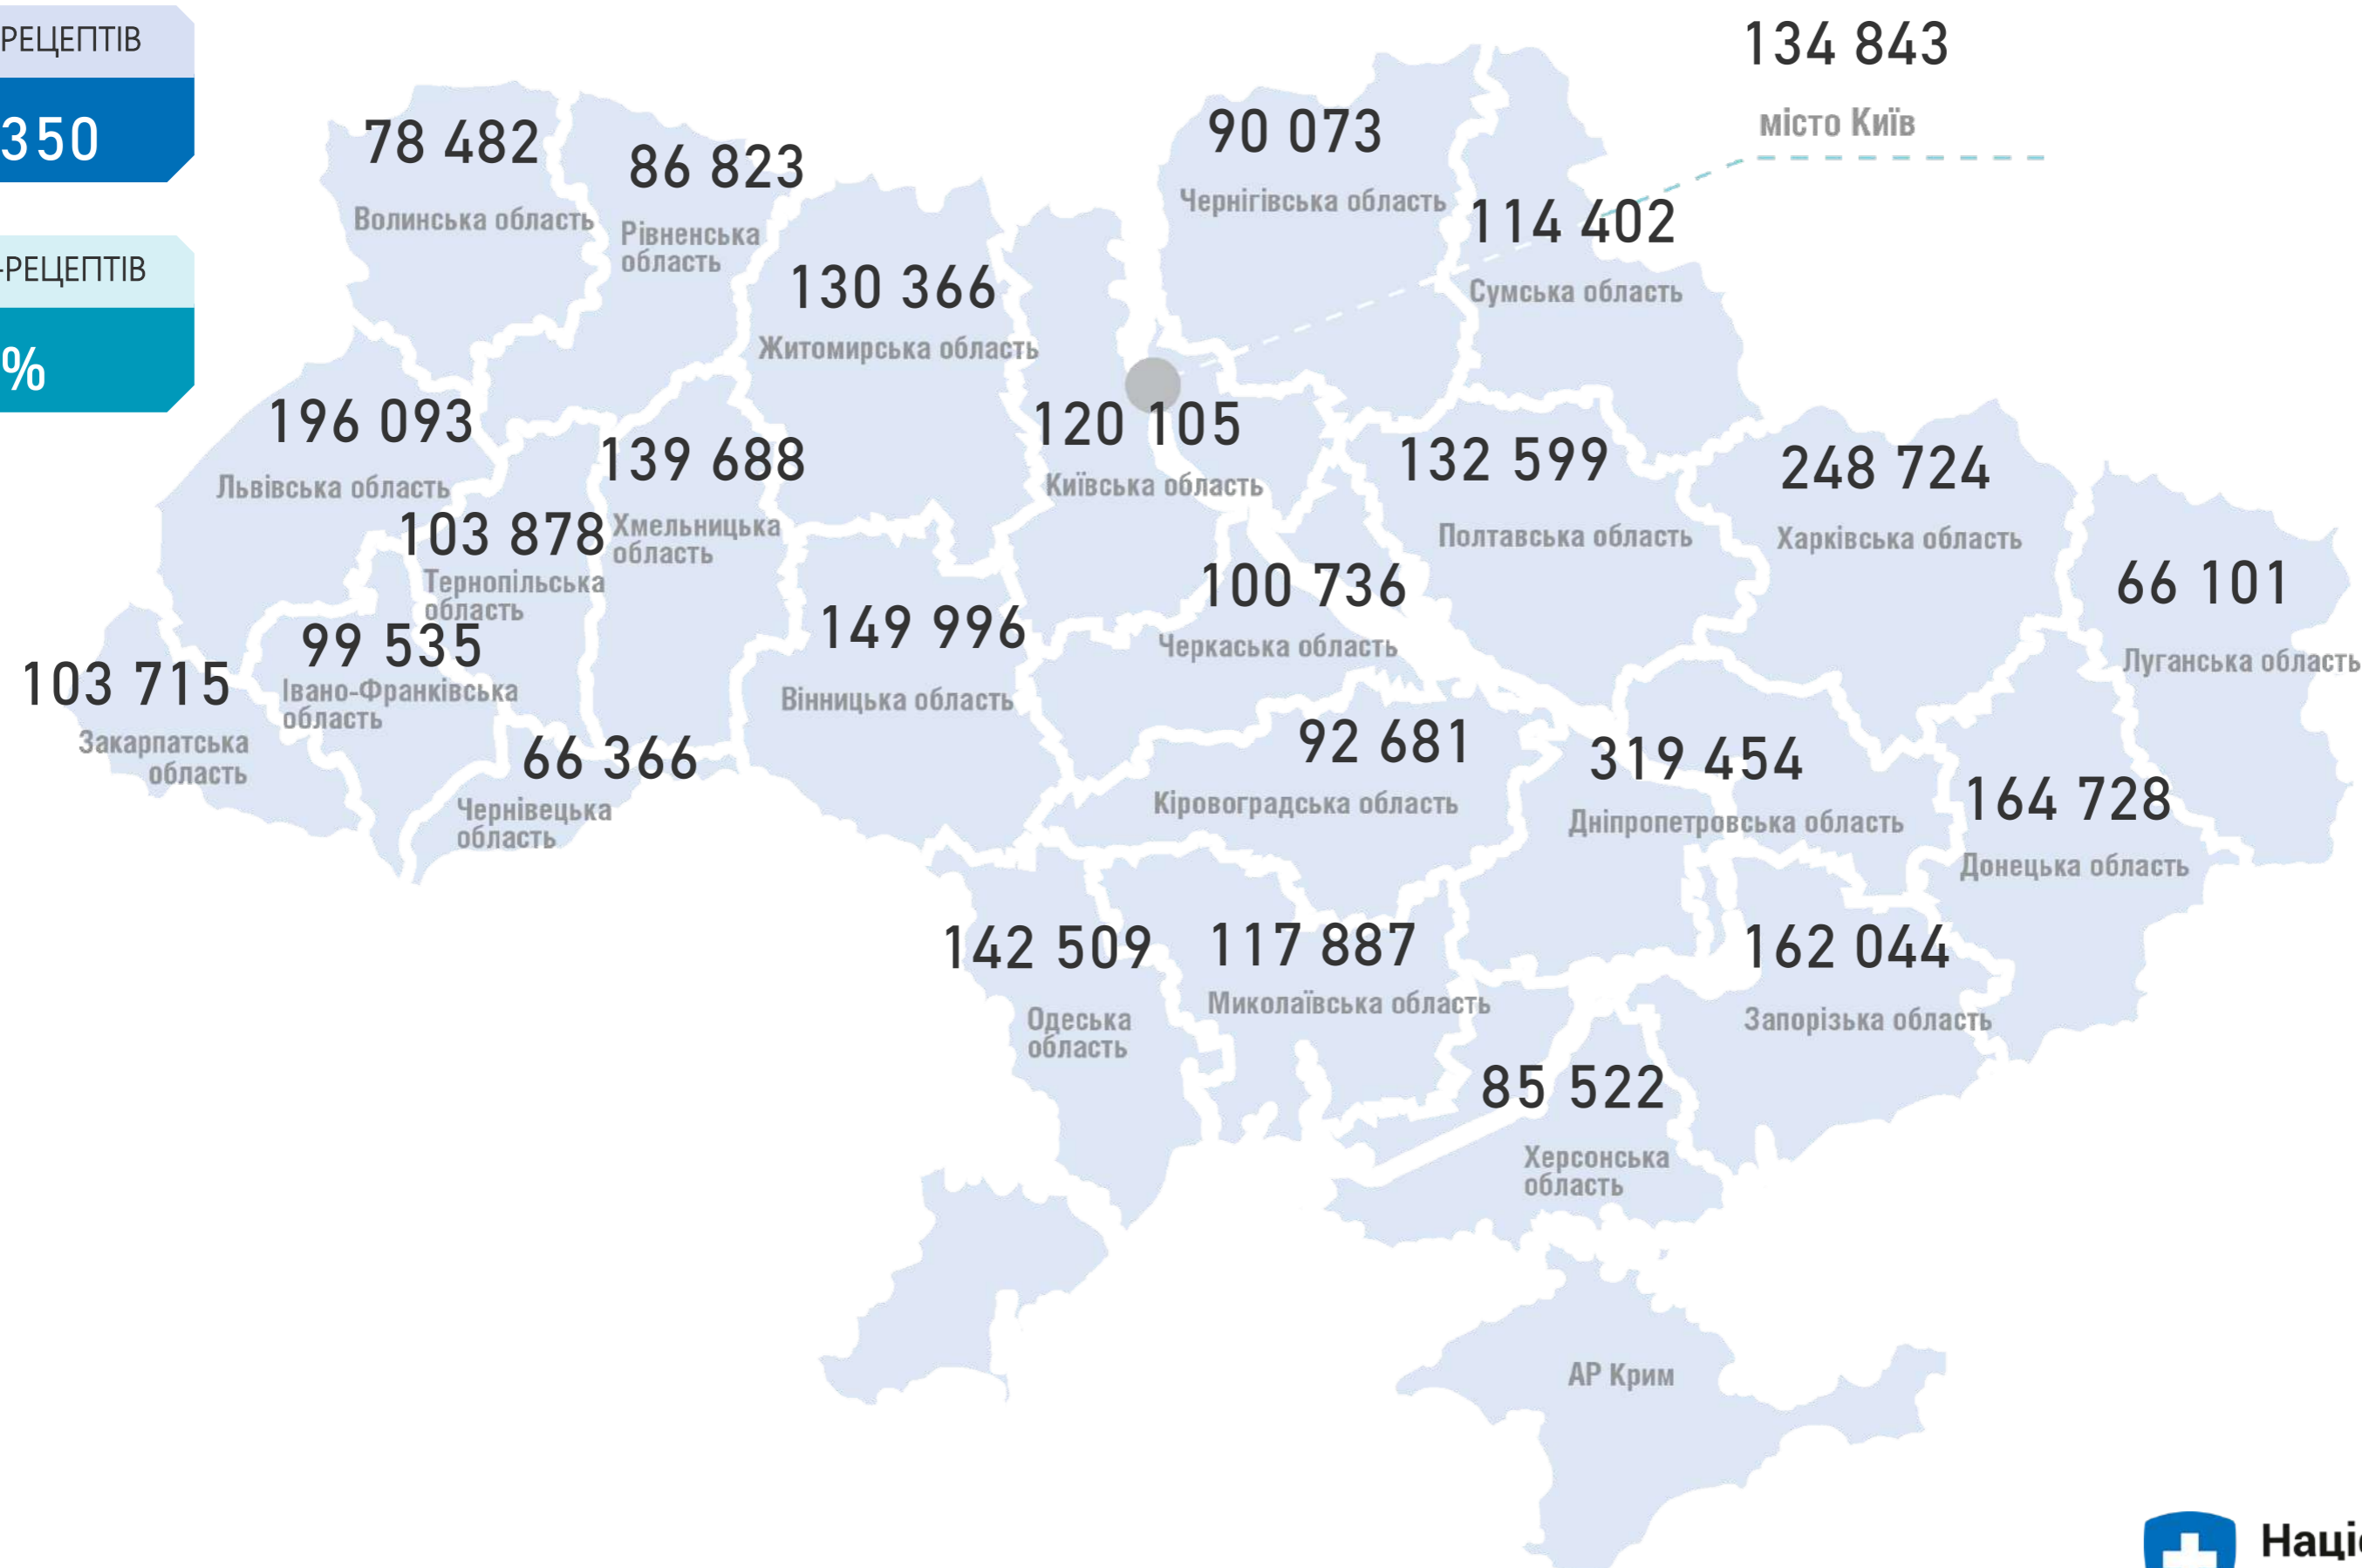 РЕЦЕПТІВ
350
-РЕЦЕПТІВ
%
134 843
місто Київ
78 482
Волинська область
86 823
Рівненська
область
90 073
Чернігівська область
114 402
Сумська область
130 366
Житомирська область
196 093
Львівська область
139 688
Хмельницька
область
120 105
Київська область
132 599
Полтавська область
248 724
Харківська область
103 878
Тернопільська
область
100 736
Черкаська область
66 101
Луганська область
149 996
Вінницька область
99 535
Івано-Франківська
область
103 715
Закарпатська
область
66 366
Чернівецька
область
92 681
Кіровоградська область
319 454
Дніпропетровська область
164 728
Донецька область
142 509
Одеська
область
117 887
Миколаївська область
162 044
Запорізька область
85 522
Херсонська
область
АР Крим